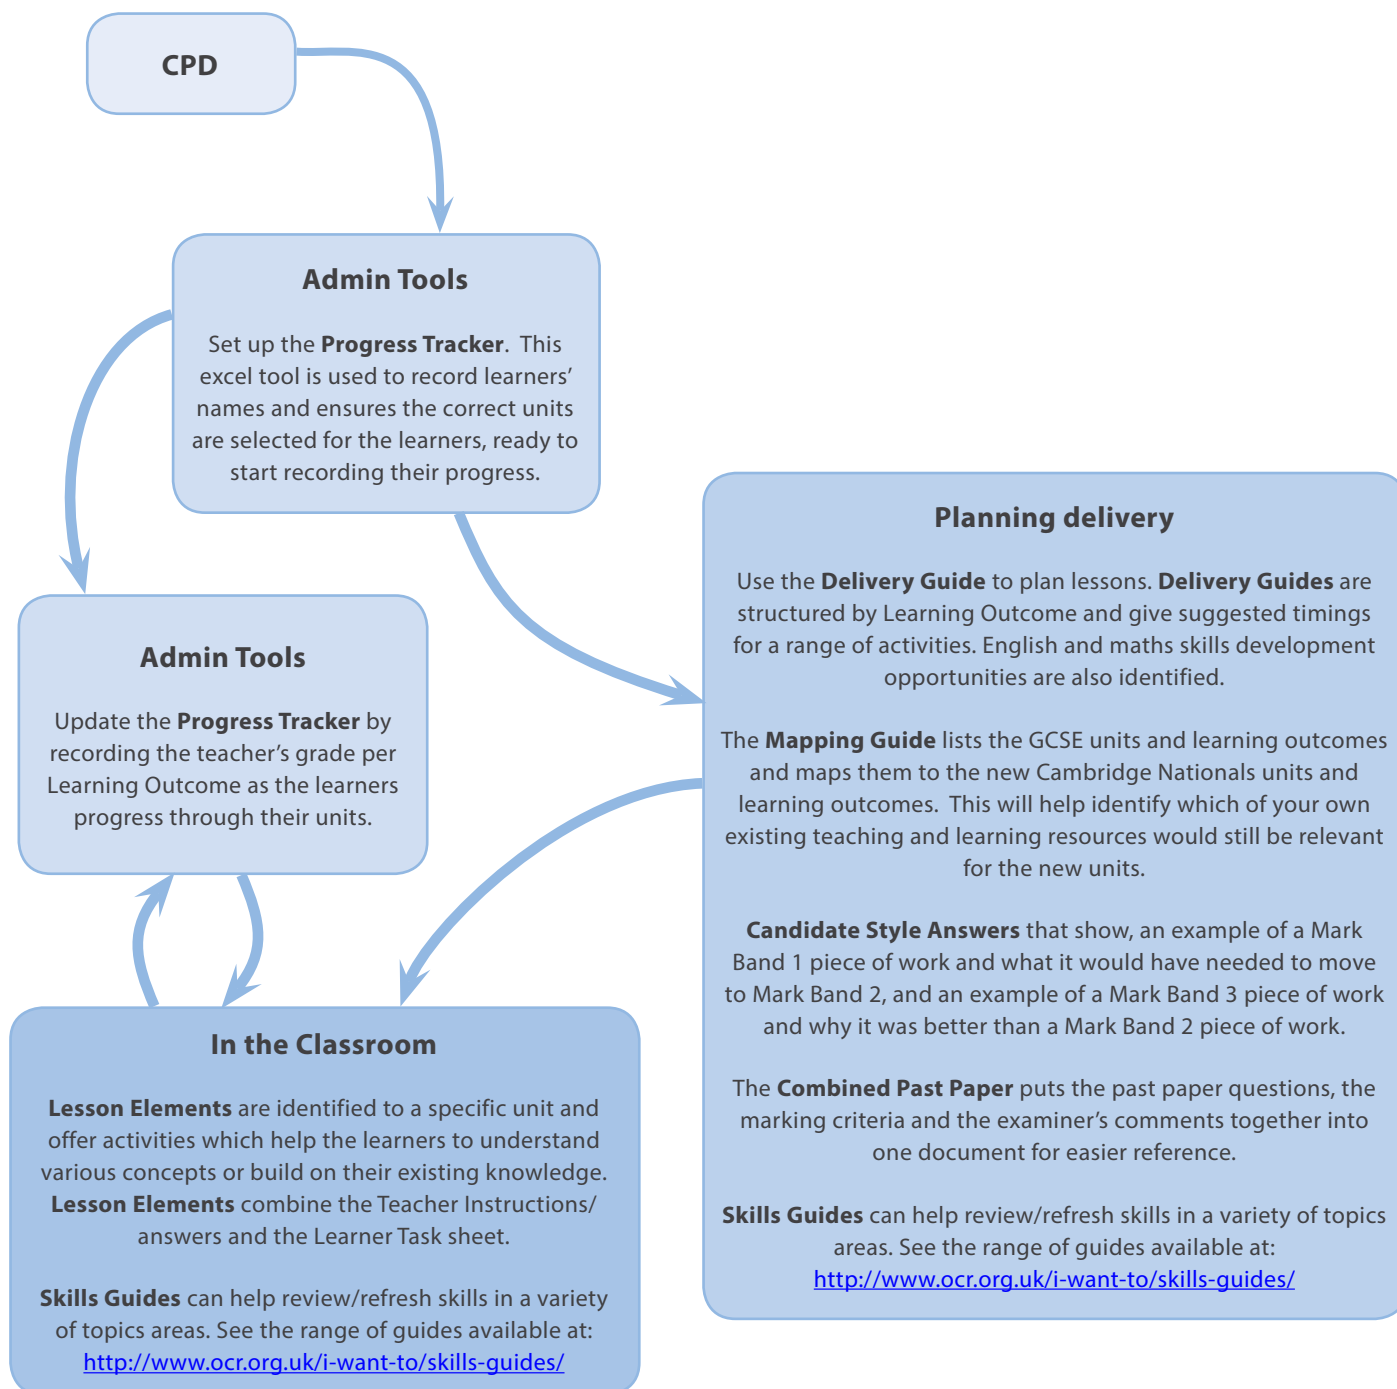 CPD
Admin Tools
Set up the Progress Tracker. This
excel tool is used to record learners’
names and ensures the correct units
are selected for the learners, ready to
start recording their progress.
Admin Tools
Update the Progress Tracker by
recording the teacher’s grade per
Learning Outcome as the learners
progress through their units.
Planning delivery
Use the Delivery Guide to plan lessons. Delivery Guides are
structured by Learning Outcome and give suggested timings
for a range of activities. English and maths skills development
opportunities are also identified.
The Mapping Guide lists the GCSE units and learning outcomes
and maps them to the new Cambridge Nationals units and
learning outcomes. This will help identify which of your own
existing teaching and learning resources would still be relevant
for the new units.
Candidate Style Answers that show, an example of a Mark
Band 1 piece of work and what it would have needed to move
to Mark Band 2, and an example of a Mark Band 3 piece of work
and why it was better than a Mark Band 2 piece of work.
The Combined Past Paper puts the past paper questions, the
marking criteria and the examiner’s comments together into
one document for easier reference.
Skills Guides can help review/refresh skills in a variety of topics
areas. See the range of guides available at:
http://www.ocr.org.uk/i-want-to/skills-guides/
In the Classroom
Lesson Elements are identified to a specific unit and
offer activities which help the learners to understand
various concepts or build on their existing knowledge.
Lesson Elements combine the Teacher Instructions/
answers and the Learner Task sheet.
Skills Guides can help review/refresh skills in a variety
of topics areas. See the range of guides available at:
http://www.ocr.org.uk/i-want-to/skills-guides/